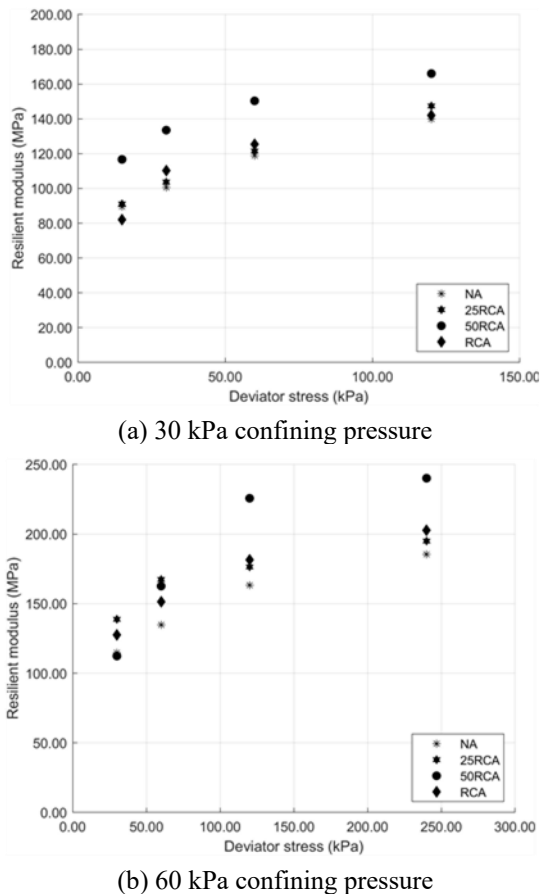 200.00
180.00
160.00
140.00
120.00
100.00
80.00
60.00
40.00
20.00
0.00
Resilient modulus (MPa)
NA
25RCA
50RCA
RCA
0.00 50.00 100.00 150.00
Deviator stress (kPa)
(a) 30 kPa confining pressure
250.00
200.00
150.00
100.00
50.00
0.00
Resilient modulus (MPa)
NA
25RCA
50RCA
RCA
0.00 50.00 100.00 150.00 200.00 250.00 300.00
Deviator stress (kPa)
(b) 60 kPa confining pressure